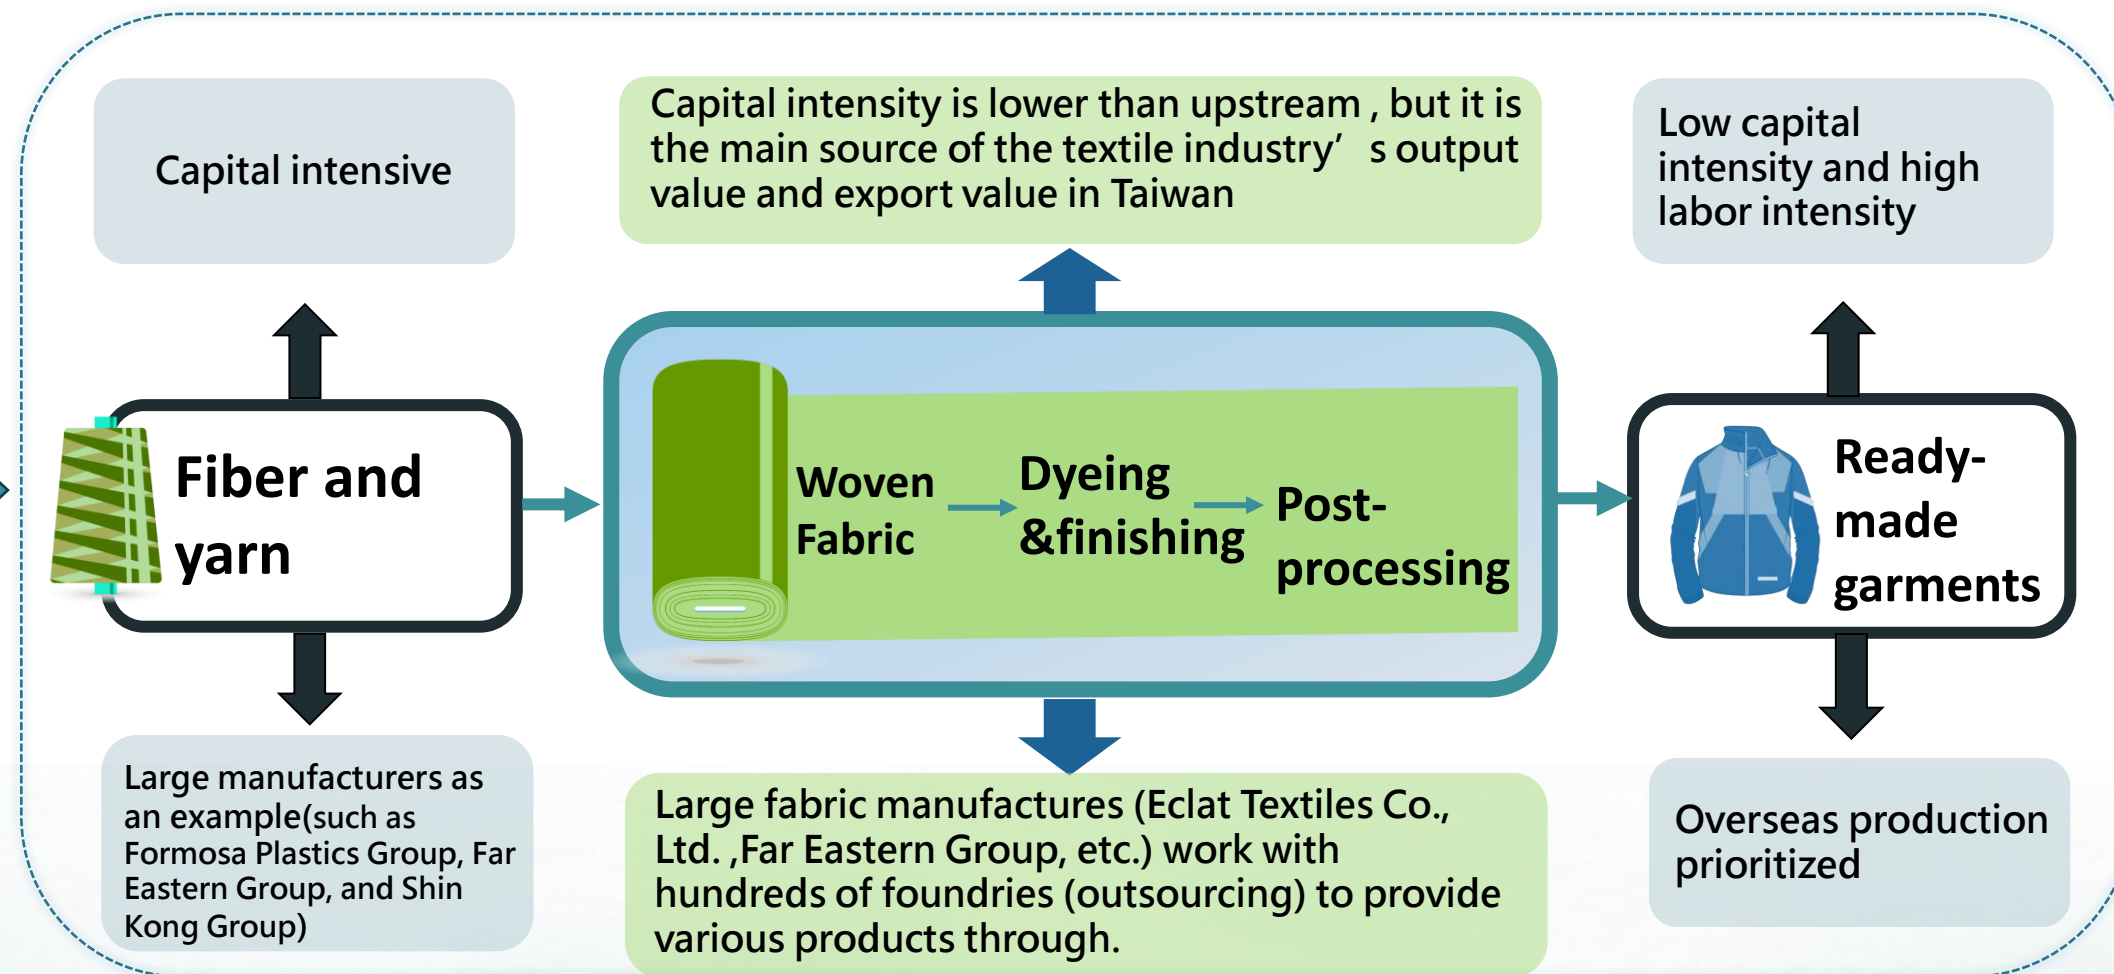 Capital intensive
Capital intensity is lower than upstream , but it is
the main source of the textile industry’ s output
value and export value in Taiwan
Low capital
intensity and high
labor intensity
Fiber and
yarn
Woven
Fabric
Dyeing
&finishing
Post-
processing
Ready-
made
garments
Large manufacturers as
an example(such as
Formosa Plastics Group, Far
Eastern Group, and Shin
Kong Group)
Large fabric manufactures (Eclat Textiles Co.,
Ltd. ,Far Eastern Group, etc.) work with
hundreds of foundries (outsourcing) to provide
various products through.
Overseas production
prioritized